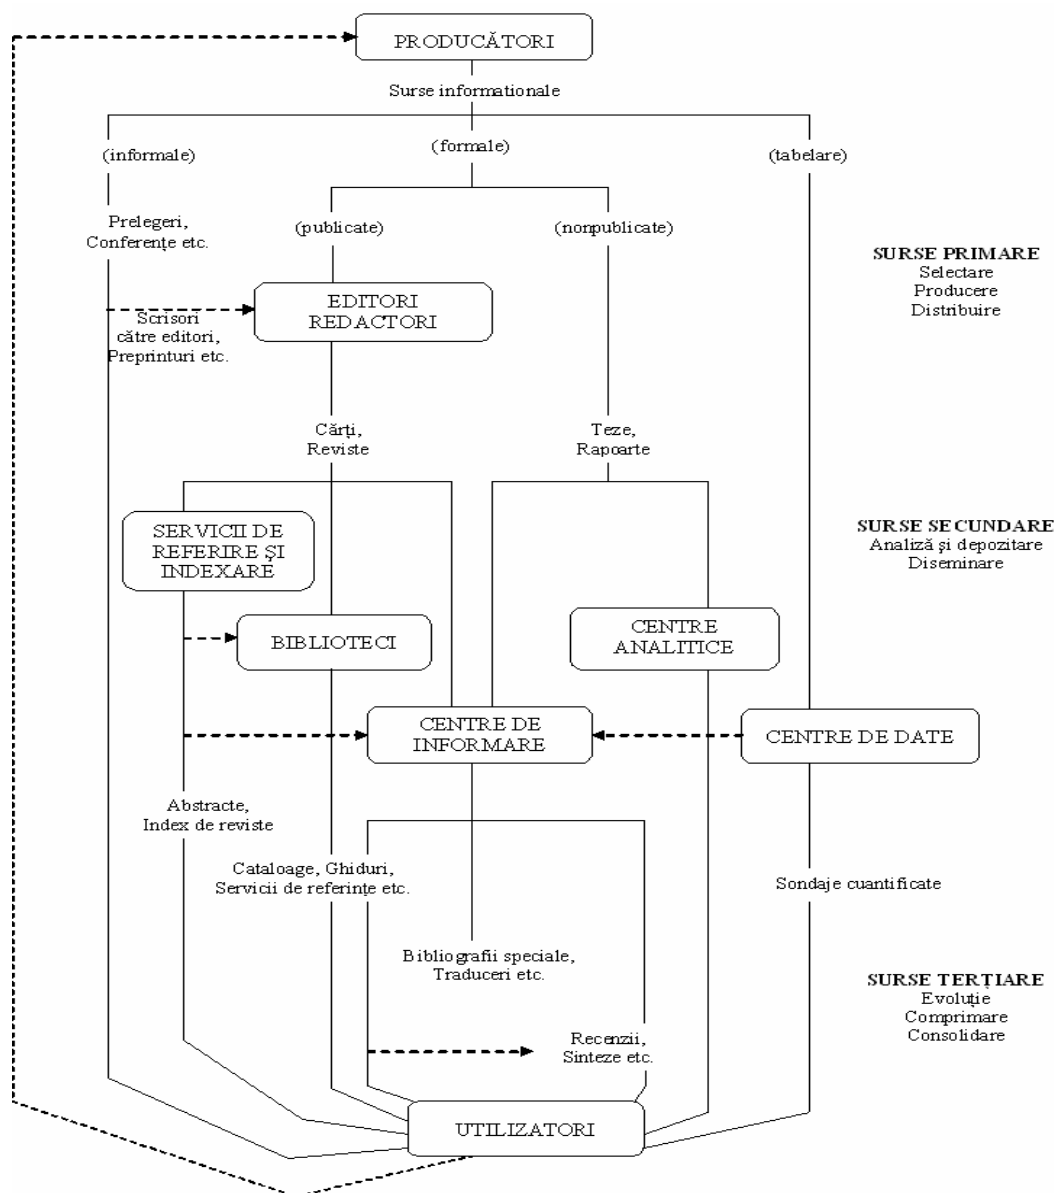 PRODUCĂTORI
Surse informationale
(informale)
(formale)
(tabelare)
Prelegeri,
Conferențe etc.
(publicate)
(nonpublicate)
SURSE PRIMARE
Selectare
Producere
Distribuire
EDITORI
REDACTORI
Scrisori
către editori,
Preprinturi etc.
Cărți,
Reviste
Teze,
Rapoarte
SERVICII DE
REFERIRE ȘI
INDEXARE
SURSE SECUNDARE
Analiză și depozitare
Diseminare
BIBLIOTECI
CENTRE
ANALITICE
CENTRE DE
INFORMARE
CENTRE DE DATE
Abstracte,
Index de reviste
Cataloage, Ghiduri,
Servicii de referințe etc.
Sondaje cuantificate
Bibliografii speciale,
Traduceri etc.
SURSE TERȚIARE
Evoluție
Comprimare
Consolidare
Recenzii,
Sinteze etc.
UTILIZATORI